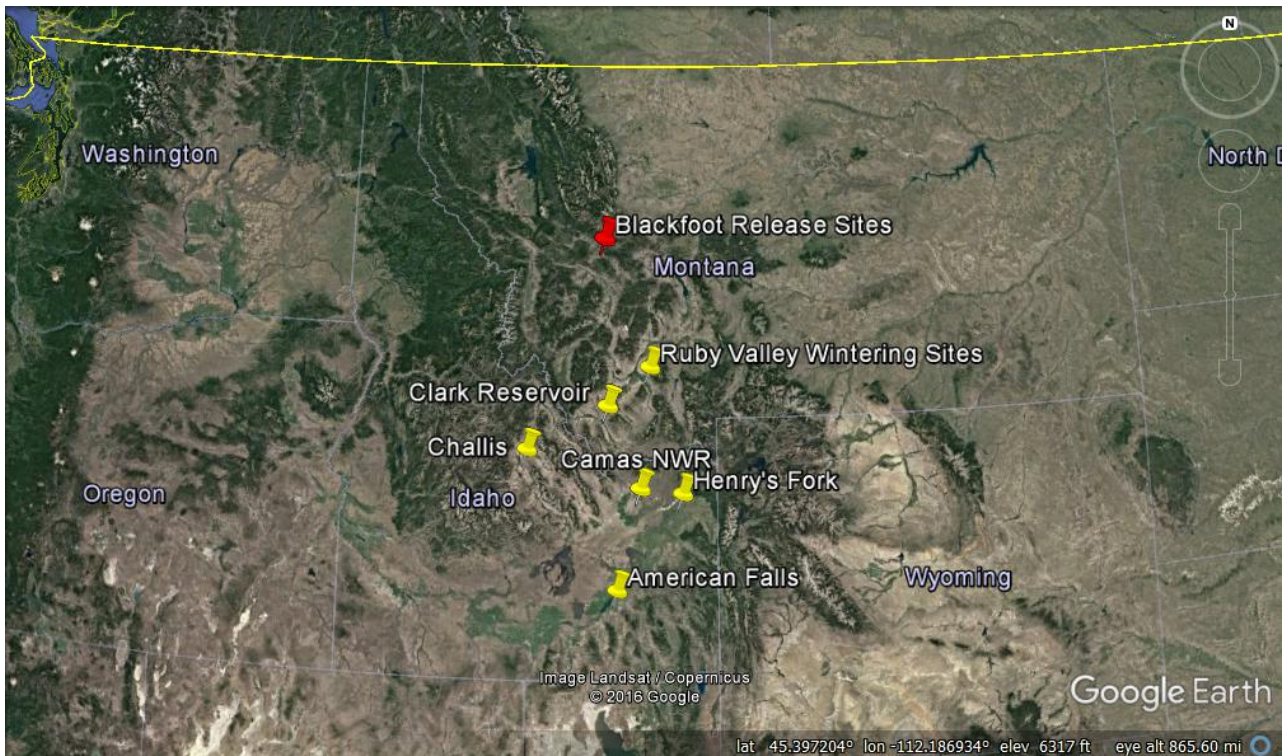 N
Washington
North D
Blackfoot Release Sites
Montana
Ruby Valley Wintering Sites
Clark Reservoir
Challis
Camas NWR
Henry's Fork
Idaho
Oregon
American Falls
Wyoming
Image Landsat / Copernicus
© 2016 Google
Google Earth
lat 45.397204° lon -112.186934° elev 6317 ft eye alt 865.60 mi